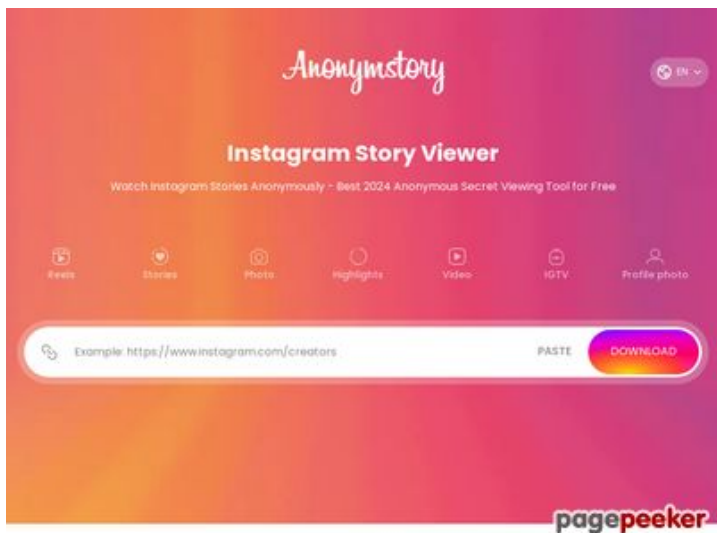 Anonymstory
EN
Instagram Story Viewer
Watch Instagram Stories Anonymously - Best 2024 Anonymous Secret Viewing Tool for Free
Reels Stories Photo Highlights Video IGTV Profile photo
Example: https://www.instagram.com/creators PASTE DOWNLOAD
pagepeeker